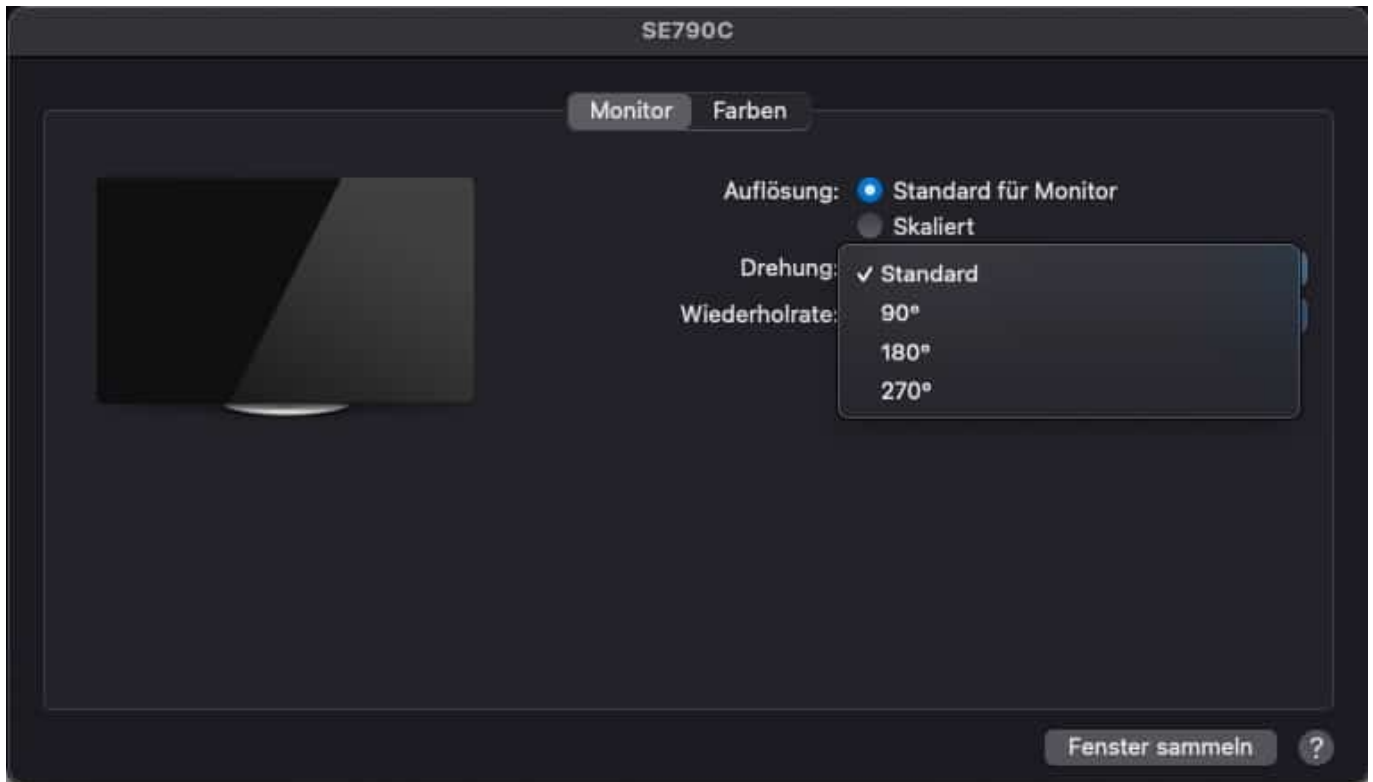 SE790C
Monitor Farben
Auflösung: Standard für Monitor
Skaliert
Drehung: ✓ Standard
Wiederholrate: 90°
180°
270°
Fenster sammeln ?